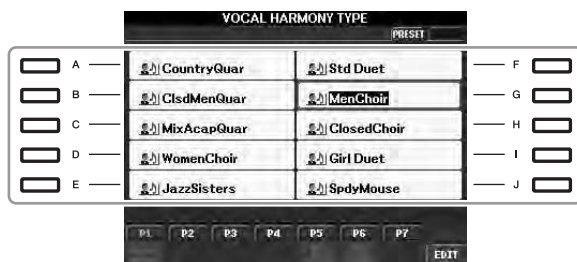 VOCAL HARMONY TYPE
PRESET
A CountryQuar Std Duet F
B ClsdMenQuar MenChoir G
C MixAcapQuar ClosedChoir H
D WomenChoir Girl Duet I
E JazzSisters SpdyMouse J
P1 P2 P3 P4 P5 P6 P7
EDIT